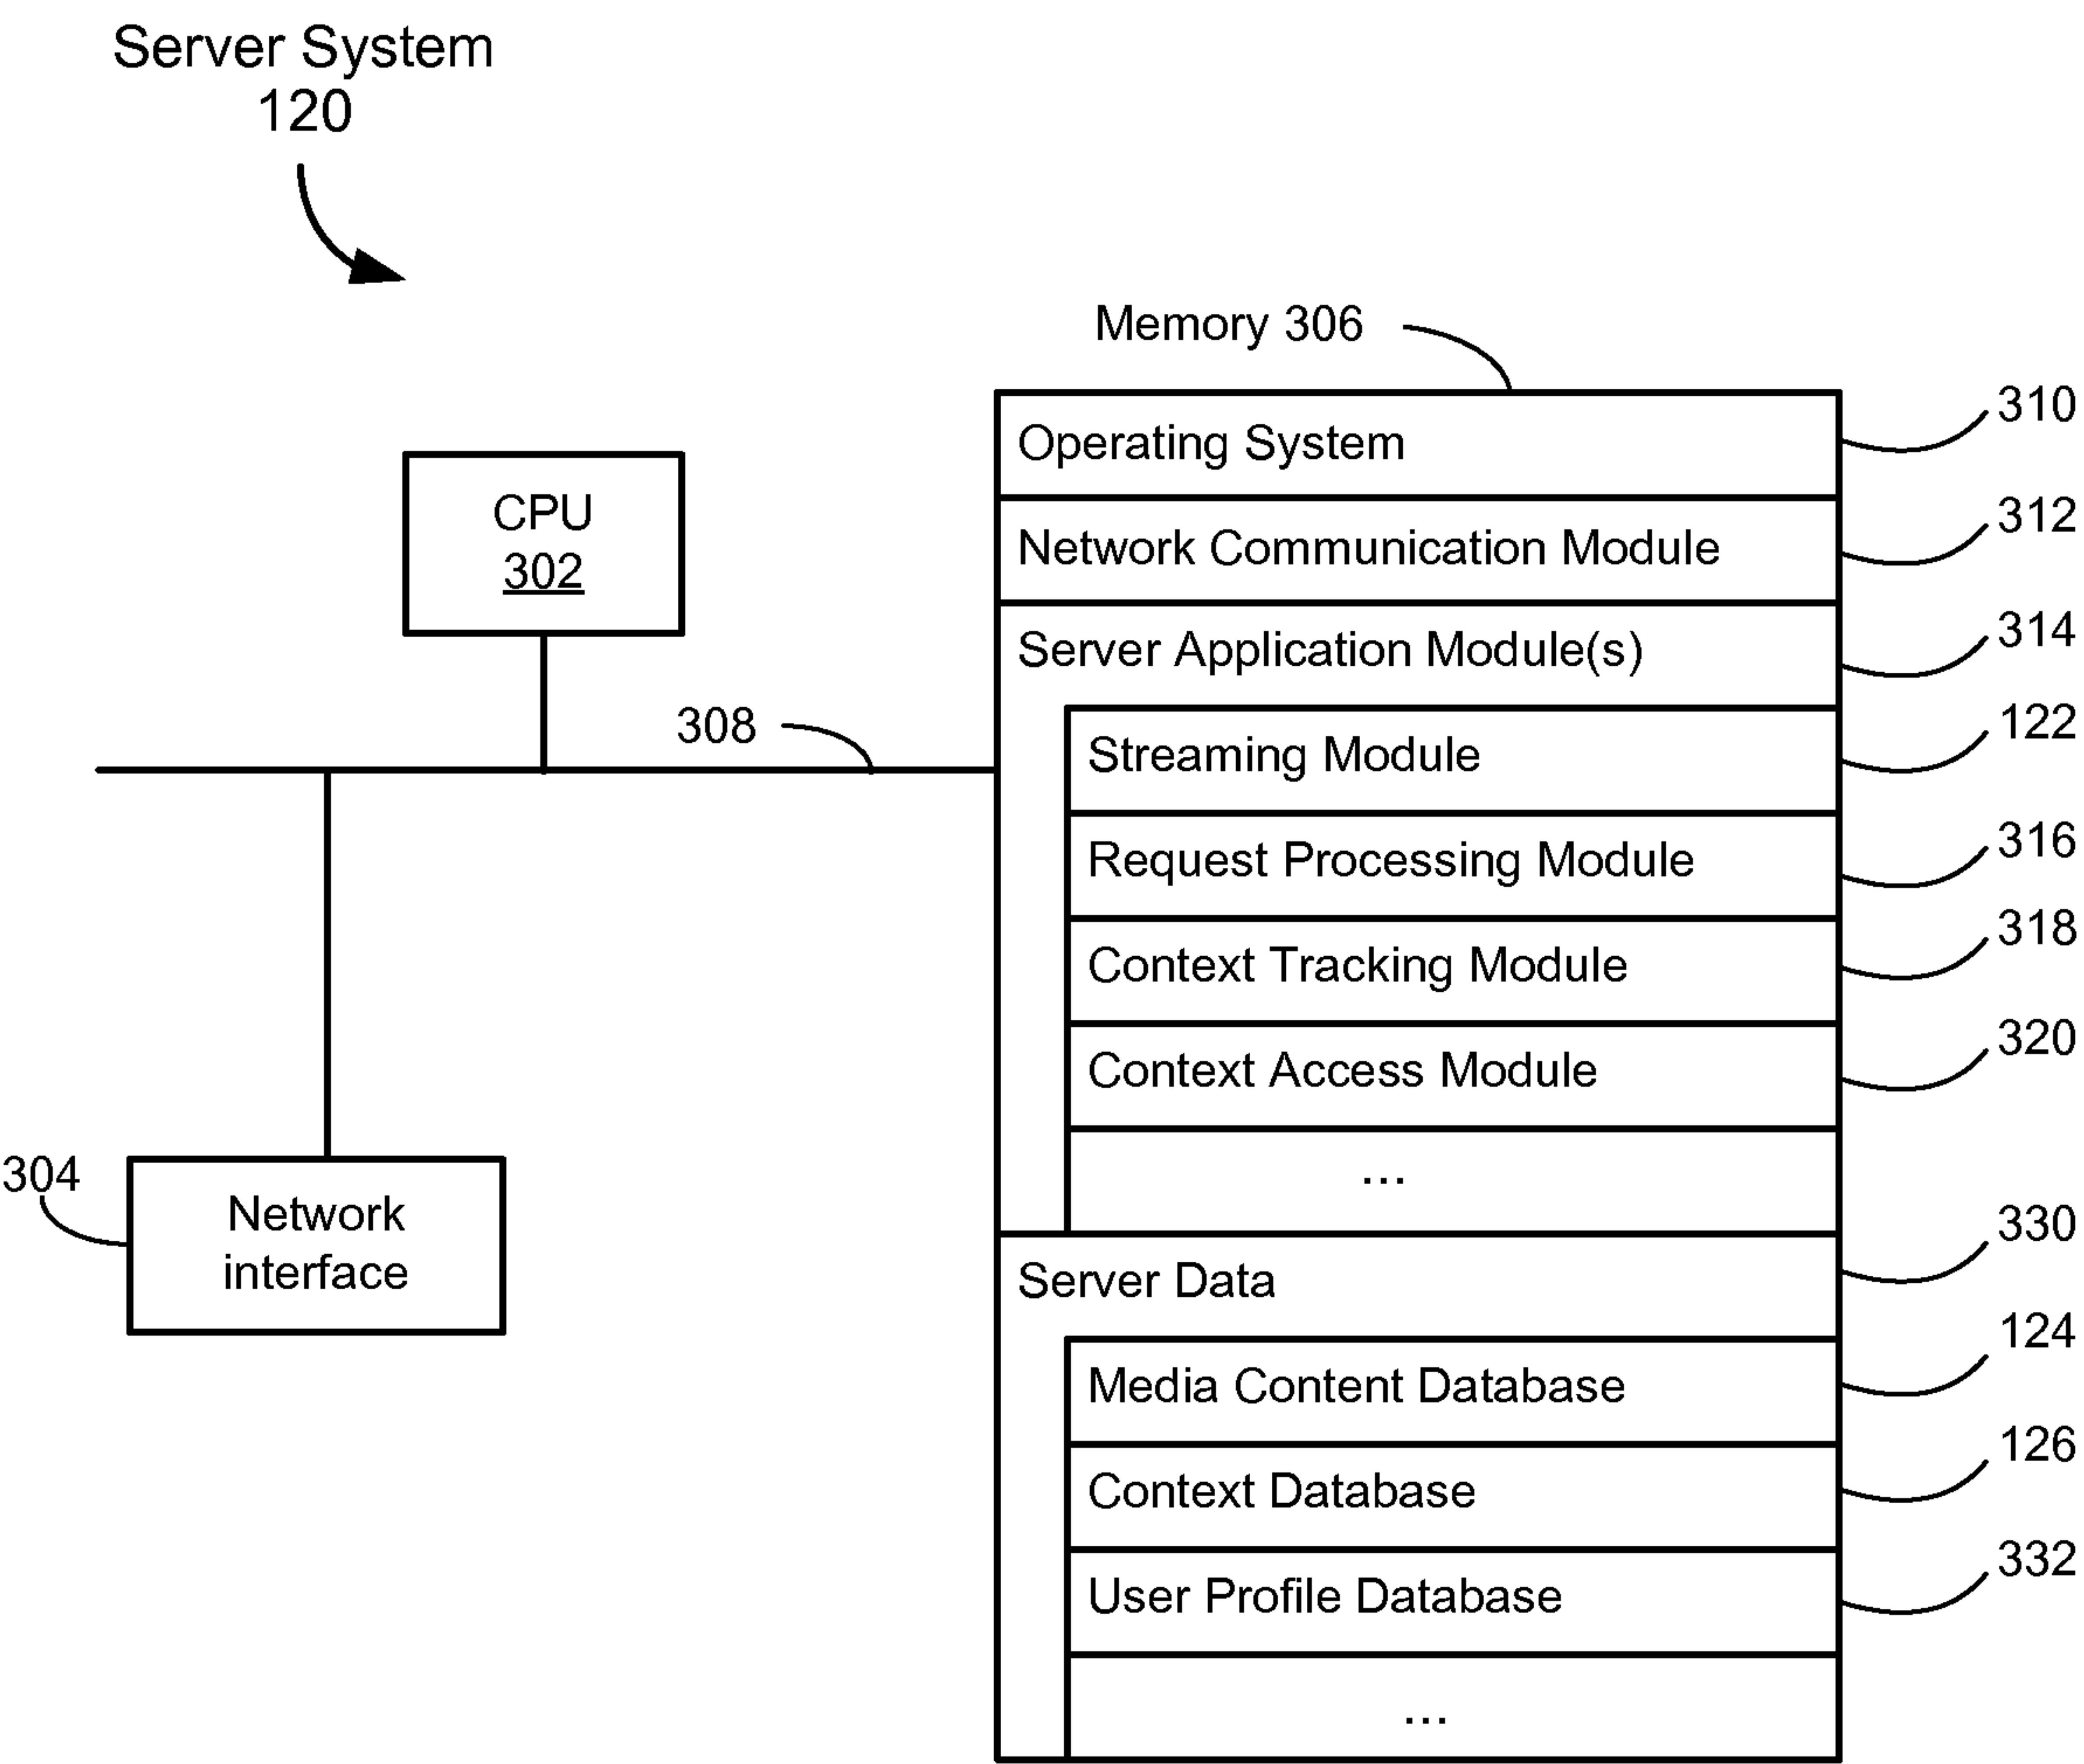 Server System
120
Memory 306
Operating System
310
CPU
302
Network Communication Module
312
Server Application Module(s)
314
308
Streaming Module
122
Request Processing Module
316
Context Tracking Module
318
Context Access Module
320
...
304
Network
interface
Server Data
330
Media Content Database
124
Context Database
126
User Profile Database
332
...